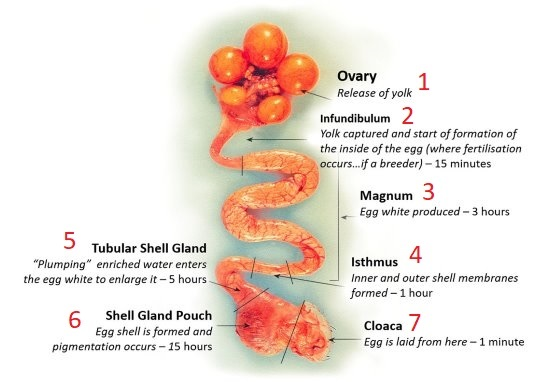 Ovary 1
Release of yolk
Infundibulum 2
Yolk captured and start of formation of
the inside of the egg (where fertilisation
occurs...if a breeder) – 15 minutes
Magnum 3
Egg white produced – 3 hours
Isthmus 4
Inner and outer shell membranes
formed – 1 hour
5
Tubular Shell Gland
“Plumping” enriched water enters
the egg white to enlarge it – 5 hours
6 Shell Gland Pouch
Egg shell is formed and
pigmentation occurs – 15 hours
Cloaca 7
Egg is laid from here – 1 minute